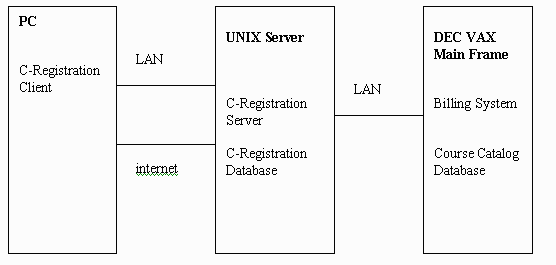 PC
C-Registration
Client
LAN
internet
UNIX Server
C-Registration
Server
C-Registration
Database
LAN
DEC VAX
Main Frame
Billing System
Course Catalog
Database